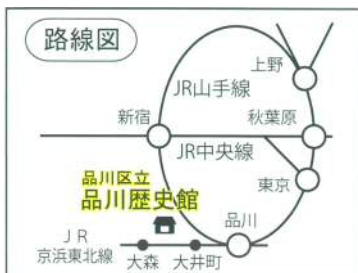 路線図
上野
JR山手線
新宿
秋葉原
JR中央線
東京
品川区立
品川歴史館
品川
JR
京浜東北線
大森
大井町